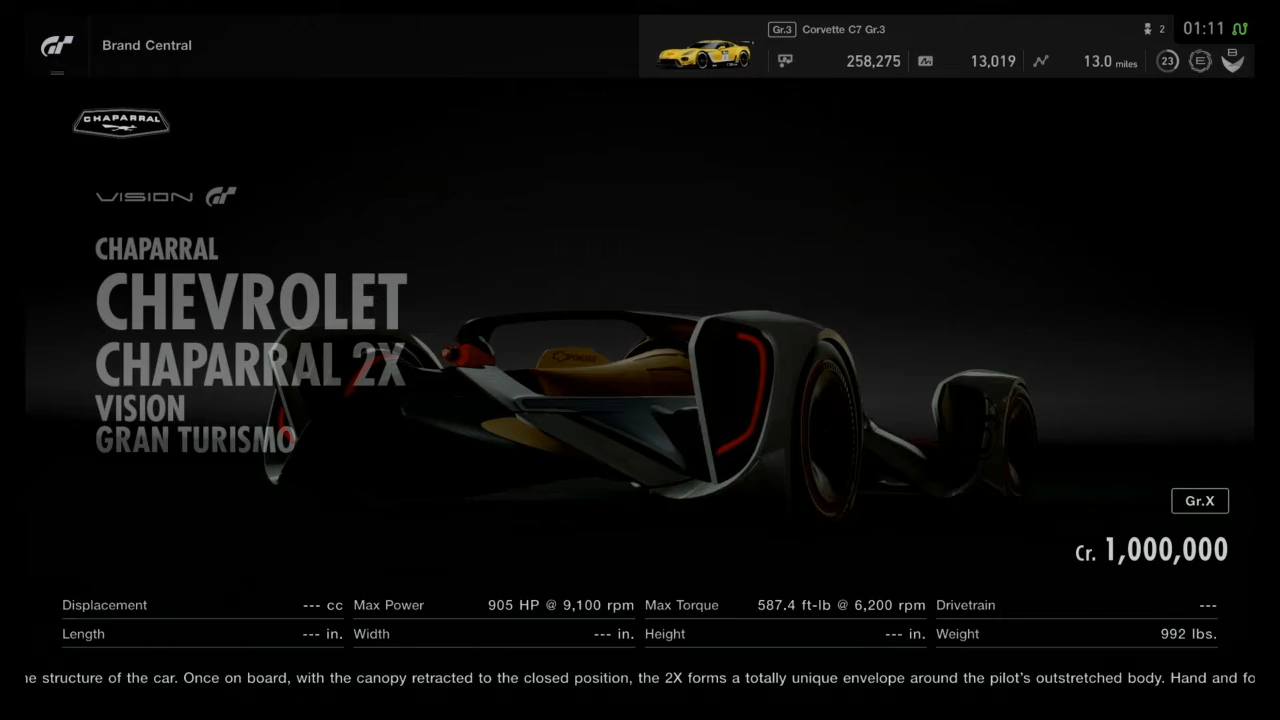 Brand Central
Gr.3 Corvette C7 Gr.3
2 01:11
258,275 13,019 13.0 miles 23 E B
CHAPARRAL
VISION GT
CHAPARRAL
CHEVROLET
CHAPARRAL 2X
VISION
GRAN TURISMO
Gr.X
Cr. 1,000,000
Displacement --- cc Max Power 905 HP @ 9,100 rpm Max Torque 587.4 ft-lb @ 6,200 rpm Drivetrain ---
Length --- in. Width --- in. Height --- in. Weight 992 lbs.
structure of the car. Once on board, with the canopy retracted to the closed position, the 2X forms a totally unique envelope around the pilot's outstretched body. Hand and